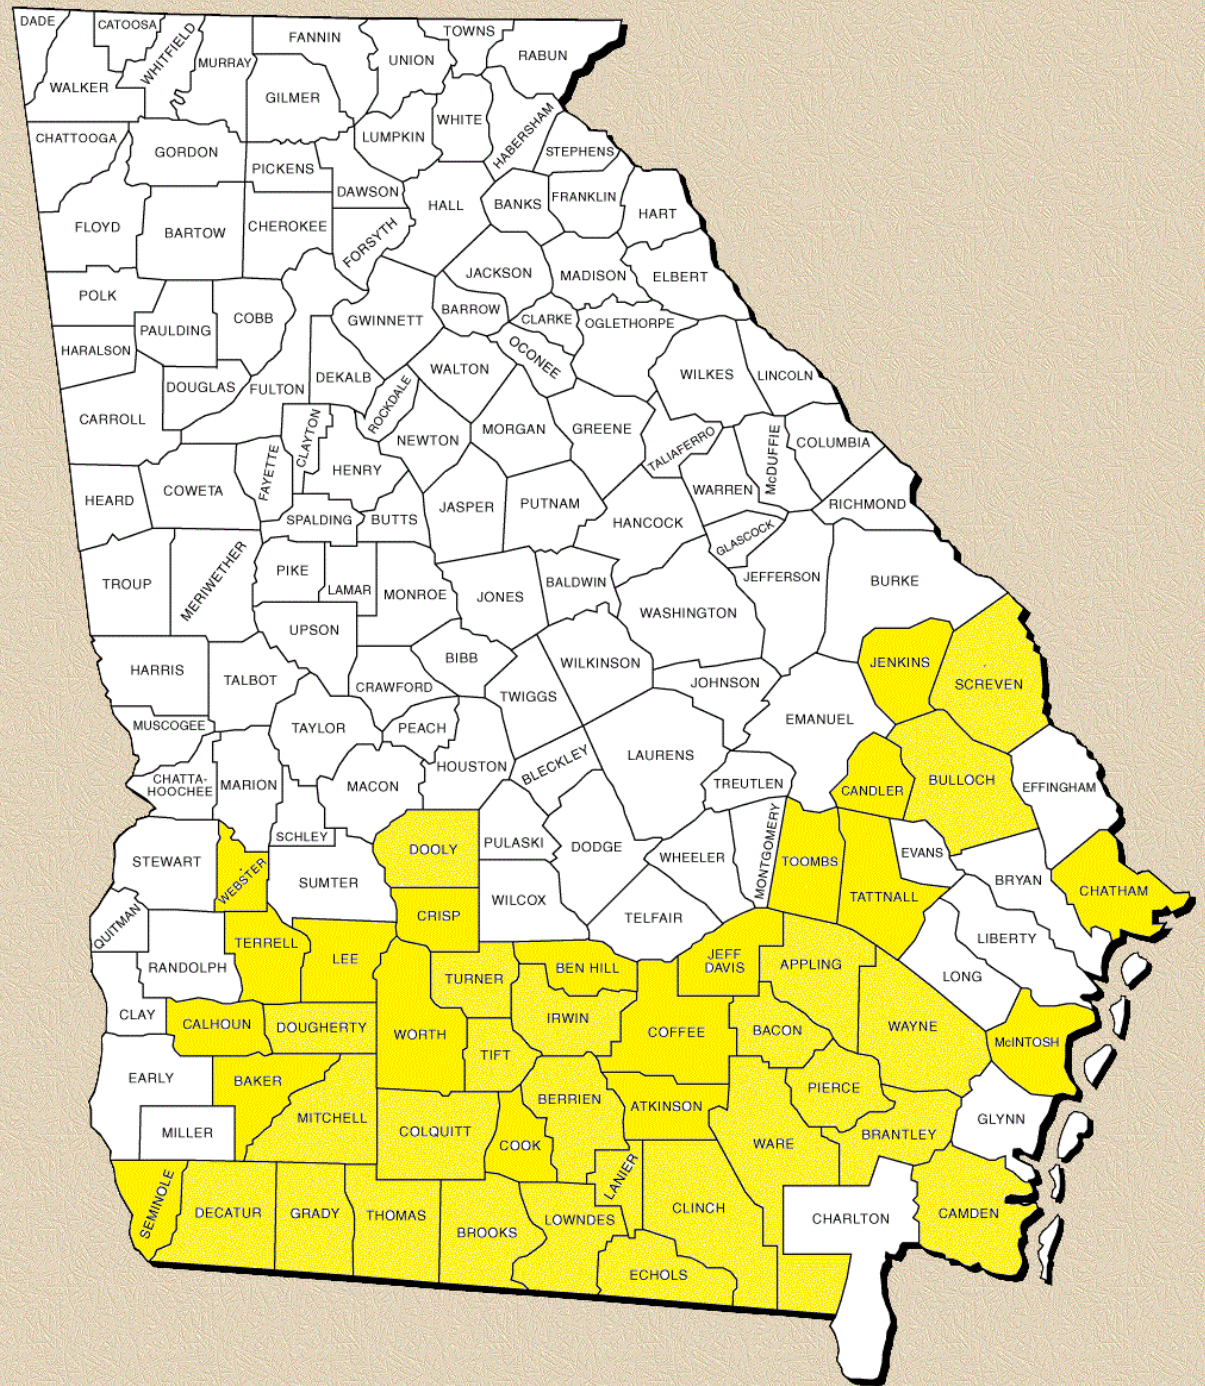 DADE
CATOOSA
WHITFIELD
MURRAY
FANNIN
UNION
TOWNS
RABUN
WALKER
GILMER
WHITE
HABERSHAM
LUMPKIN
CHATTOOGA
GORDON
PICKENS
STEPHENS
DAWSON
HALL
BANKS
FRANKLIN
HART
FLOYD
BARTOW
CHEROKEE
FORSYTH
JACKSON
MADISON
ELBERT
POLK
PAULDING
COBB
GWINNETT
BARROW
CLARKE
OGLETHORPE
HARALSON
OCONEE
DOUGLAS
FULTON
DEKALB
ROCKDALE
WALTON
WILKES
LINCOLN
CARROLL
CLAYTON
NEWTON
MORGAN
GREENE
TALIAFERRO
McDUFFIE
COLUMBIA
FAYETTE
HENRY
HEARD
COWETA
SPALDING
BUTTS
JASPER
PUTNAM
HANCOCK
WARREN
RICHMOND
GLASCOCK
TROUP
MERIWETHER
PIKE
LAMAR
MONROE
JONES
BALDWIN
WASHINGTON
JEFFERSON
BURKE
UPSON
HARRIS
TALBOT
CRAWFORD
BIBB
TWIGGS
WILKINSON
JOHNSON
JENKINS
SCREVEN
MUSCOGEE
TAYLOR
PEACH
HOUSTON
BLECKLEY
LAURENS
EMANUEL
CHATTA-
HOOCHEE
MARION
MACON
TREUTLEN
CANDLER
BULLOCH
EFFINGHAM
SCHLEY
DOOLY
PULASKI
DODGE
WHEELER
MONTGOMERY
TOOMBS
EVANS
STEWART
WEBSTER
SUMTER
TATTNALL
BRYAN
CHATHAM
QUITMAN
CRISP
WILCOX
TELFAIR
LIBERTY
RANDOLPH
TERRELL
LEE
TURNER
BEN HILL
JEFF
DAVIS
APPLING
LONG
CLAY
CALHOUN
DOUGHERTY
WORTH
IRWIN
COFFEE
BACON
WAYNE
McINTOSH
TIFT
EARLY
BAKER
MITCHELL
BERRIEN
ATKINSON
PIERCE
MILLER
COLQUITT
COOK
WARE
BRANTLEY
GLYNN
SEMINOLE
DECATUR
GRADY
THOMAS
BROOKS
LOWNDES
LANIER
CLINCH
CHARLTON
CAMDEN
ECHOLS